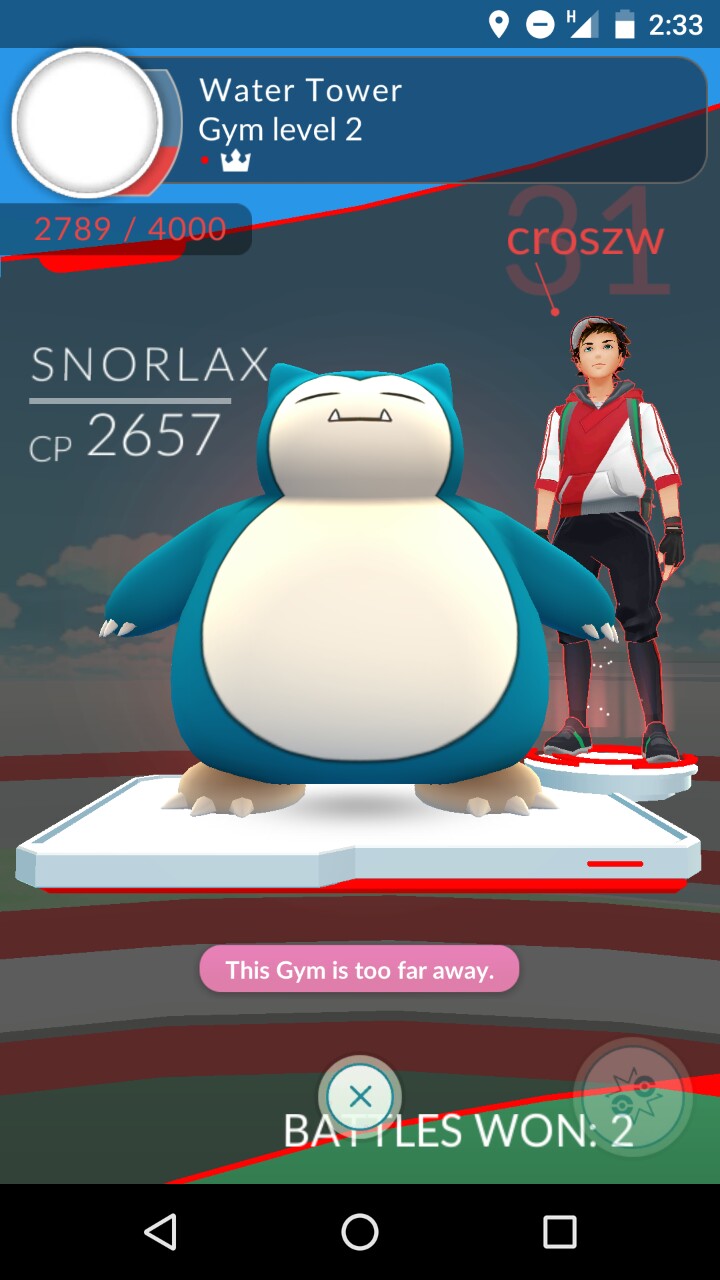 H 2:33
Water Tower
Gym level 2
2789 / 4000
31
croszw
SNORLAX
CP 2657
This Gym is too far away.
BATTLES WON: 2